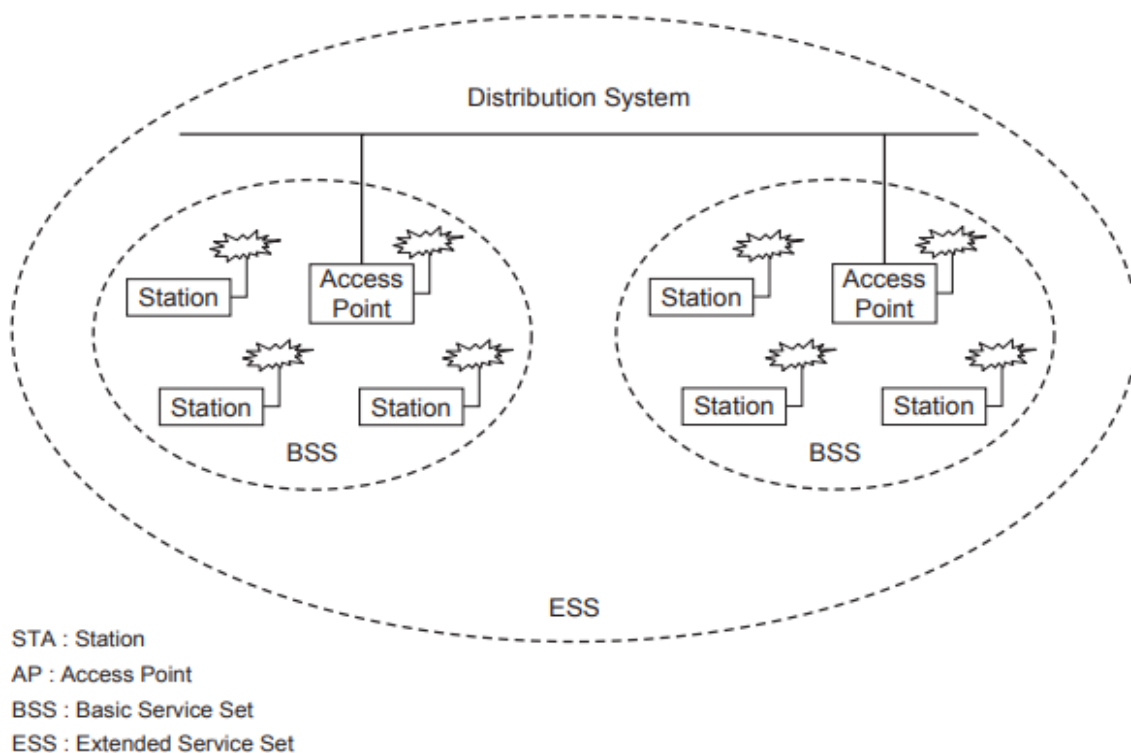 Distribution System
Station
Access
Point
Station
Station
BSS
Station
Access
Point
Station
Station
BSS
ESS
STA : Station
AP : Access Point
BSS : Basic Service Set
ESS : Extended Service Set